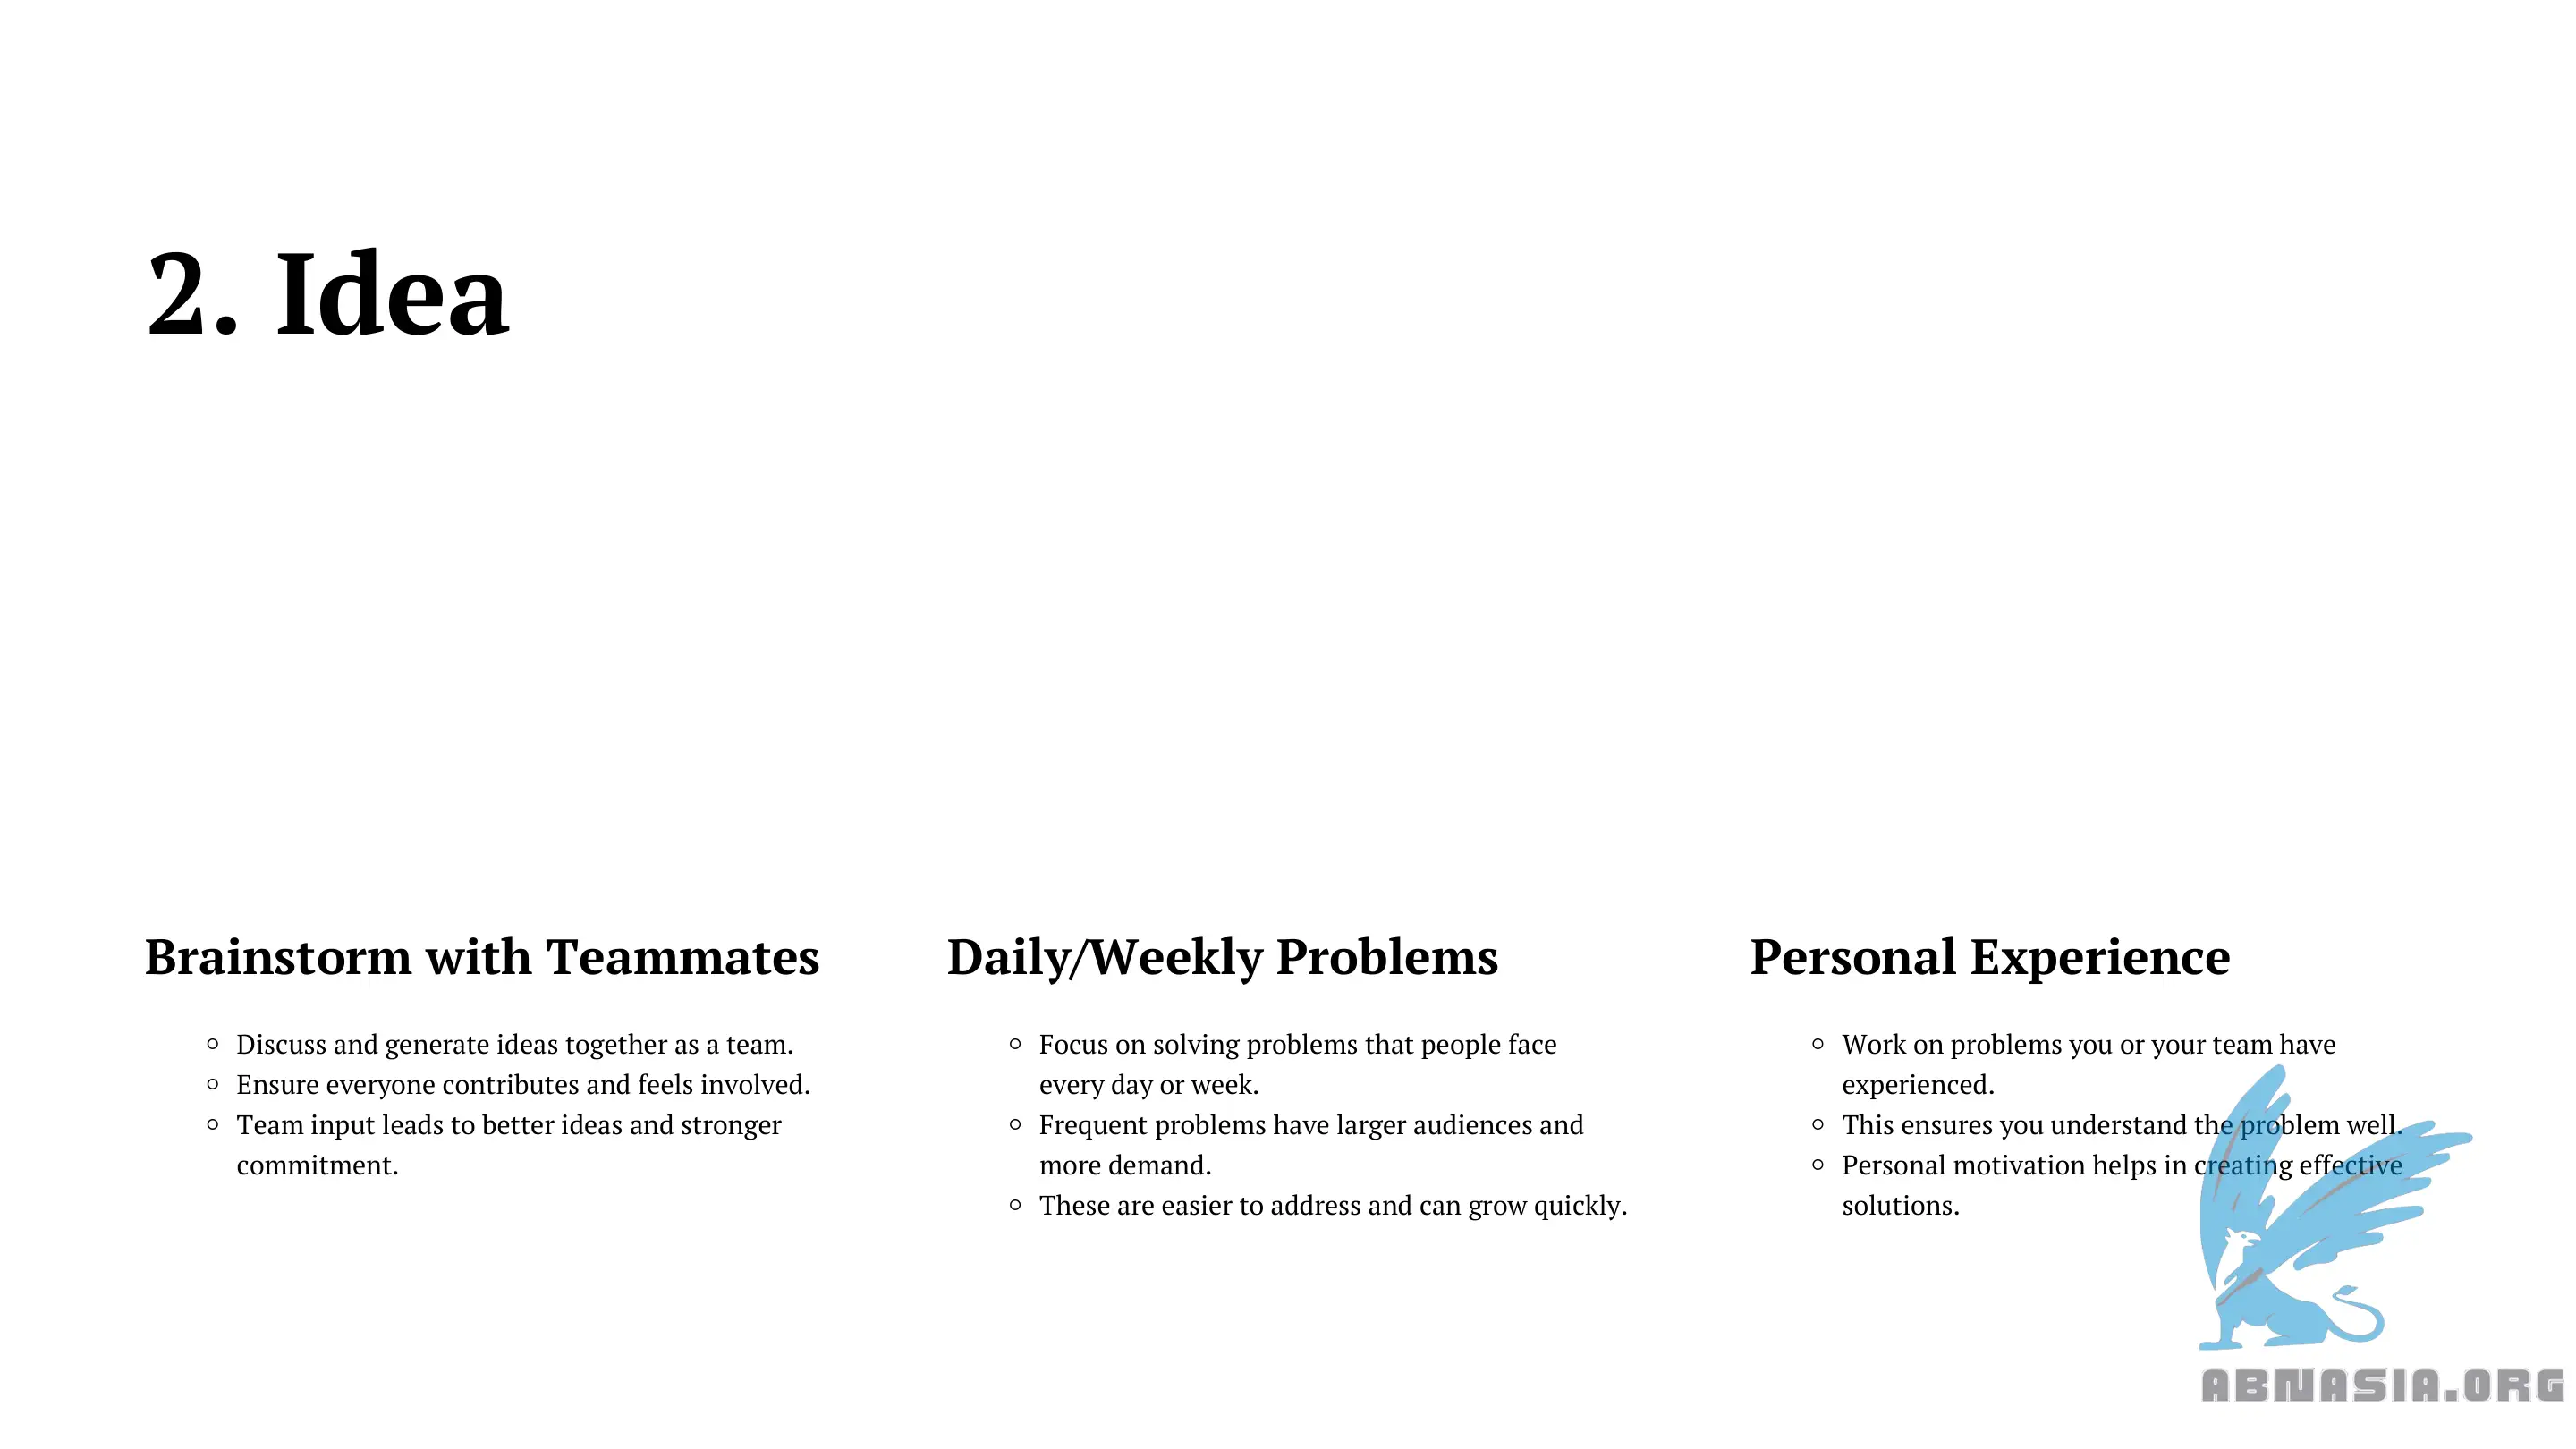 2. Idea
Brainstorm with Teammates
Discuss and generate ideas together as a team.
Ensure everyone contributes and feels involved.
Team input leads to better ideas and stronger
commitment.
Daily/Weekly Problems
Focus on solving problems that people face
every day or week.
Frequent problems have larger audiences and
more demand.
These are easier to address and can grow quickly.
Personal Experience
Work on problems you or your team have
experienced.
This ensures you understand the problem well.
Personal motivation helps in creating effective
solutions.
ABNASIA.ORG